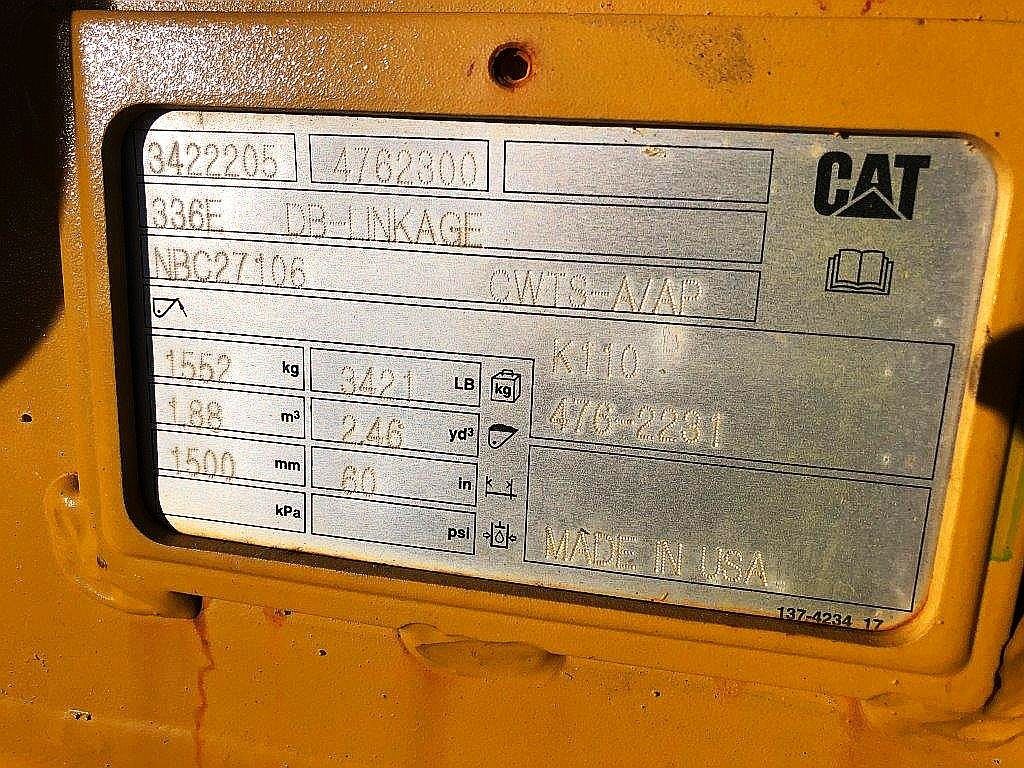 3422205 4762300 CAT
336E DB-LINKAGE
NBC27106 CWTS-A/AP
1552 kg 3421 LB kg K110
1.88 m³ 2.46 yd³ 476-2231
1500 mm 60 in
kPa psi MADE IN USA
137-4234 17